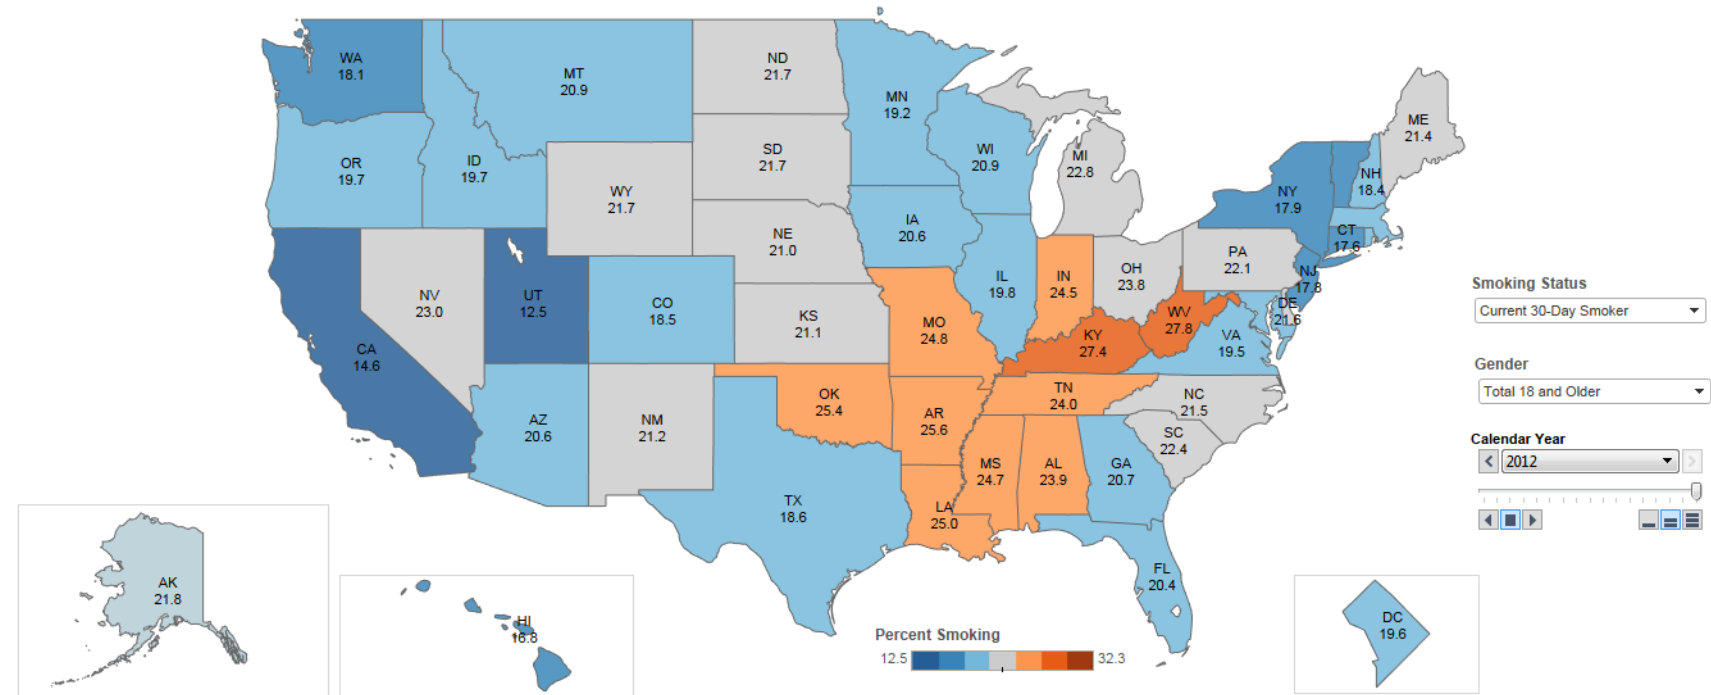 WA
18.1
MT
20.9
ND
21.7
MN
19.2
ME
21.4
OR
19.7
ID
19.7
SD
21.7
WI
20.9
MI
22.8
NH
18.4
WY
21.7
NY
17.9
IA
20.6
NE
21.0
CT
17.6
PA
22.1
NV
23.0
UT
12.5
CO
18.5
IL
19.8
IN
24.5
OH
23.8
NJ
17.8
DE
21.6
KS
21.1
MO
24.8
WV
27.8
KY
27.4
VA
19.5
CA
14.6
OK
25.4
TN
24.0
NC
21.5
AZ
20.6
NM
21.2
AR
25.6
SC
22.4
MS
24.7
AL
23.9
GA
20.7
TX
18.6
LA
25.0
FL
20.4
AK
21.8
HI
16.8
DC
19.6
Smoking Status
Current 30-Day Smoker
Gender
Total 18 and Older
Calendar Year
2012
Percent Smoking
12.5 32.3